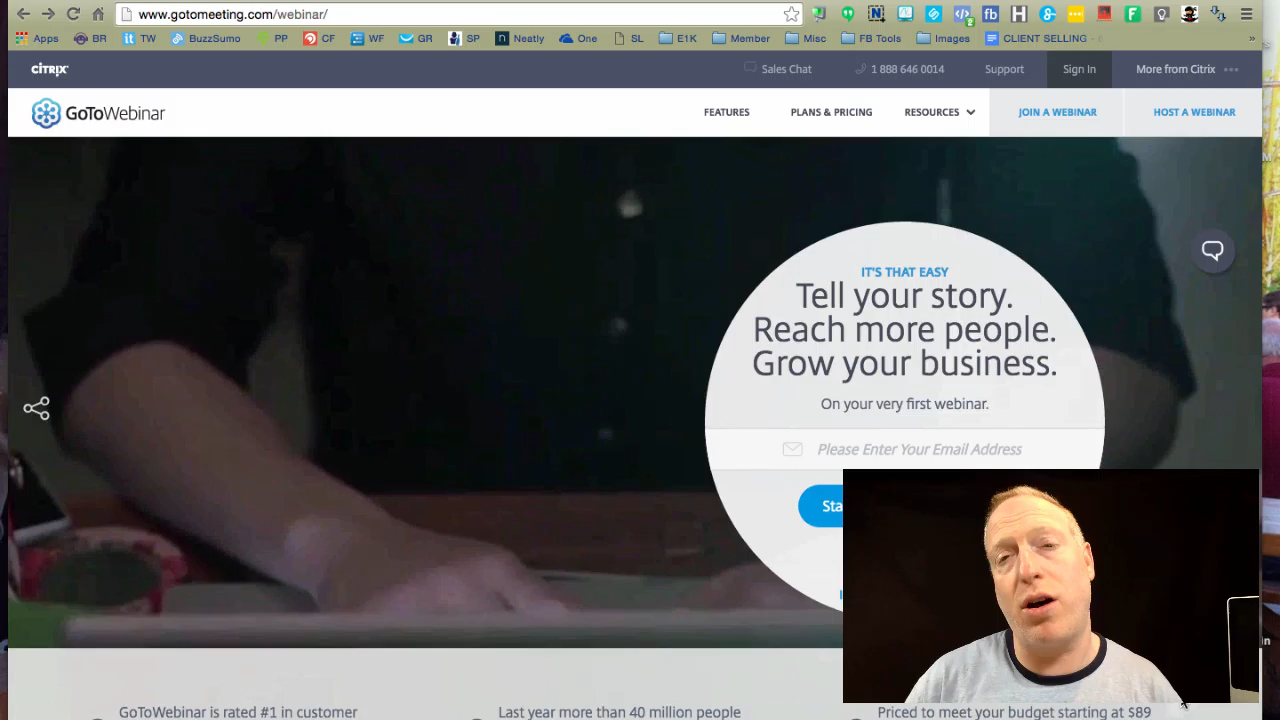 www.gotomeeting.com/webinar/
Apps BR TW BuzzSumo PP CF WF GR SP Neatly One SL E1K Member Misc FB Tools Images CLIENT SELLING -
CİTRİX
Sales Chat 1 888 646 0014 Support Sign In More from Citrix
GoToWebinar FEATURES PLANS & PRICING RESOURCES JOIN A WEBINAR HOST A WEBINAR
IT'S THAT EASY
Tell your story.
Reach more people.
Grow your business.
On your very first webinar.
Please Enter Your Email Address
Sta
GoToWebinar is rated #1 in customer
Last year more than 40 million people
Priced to meet your budget starting at $89